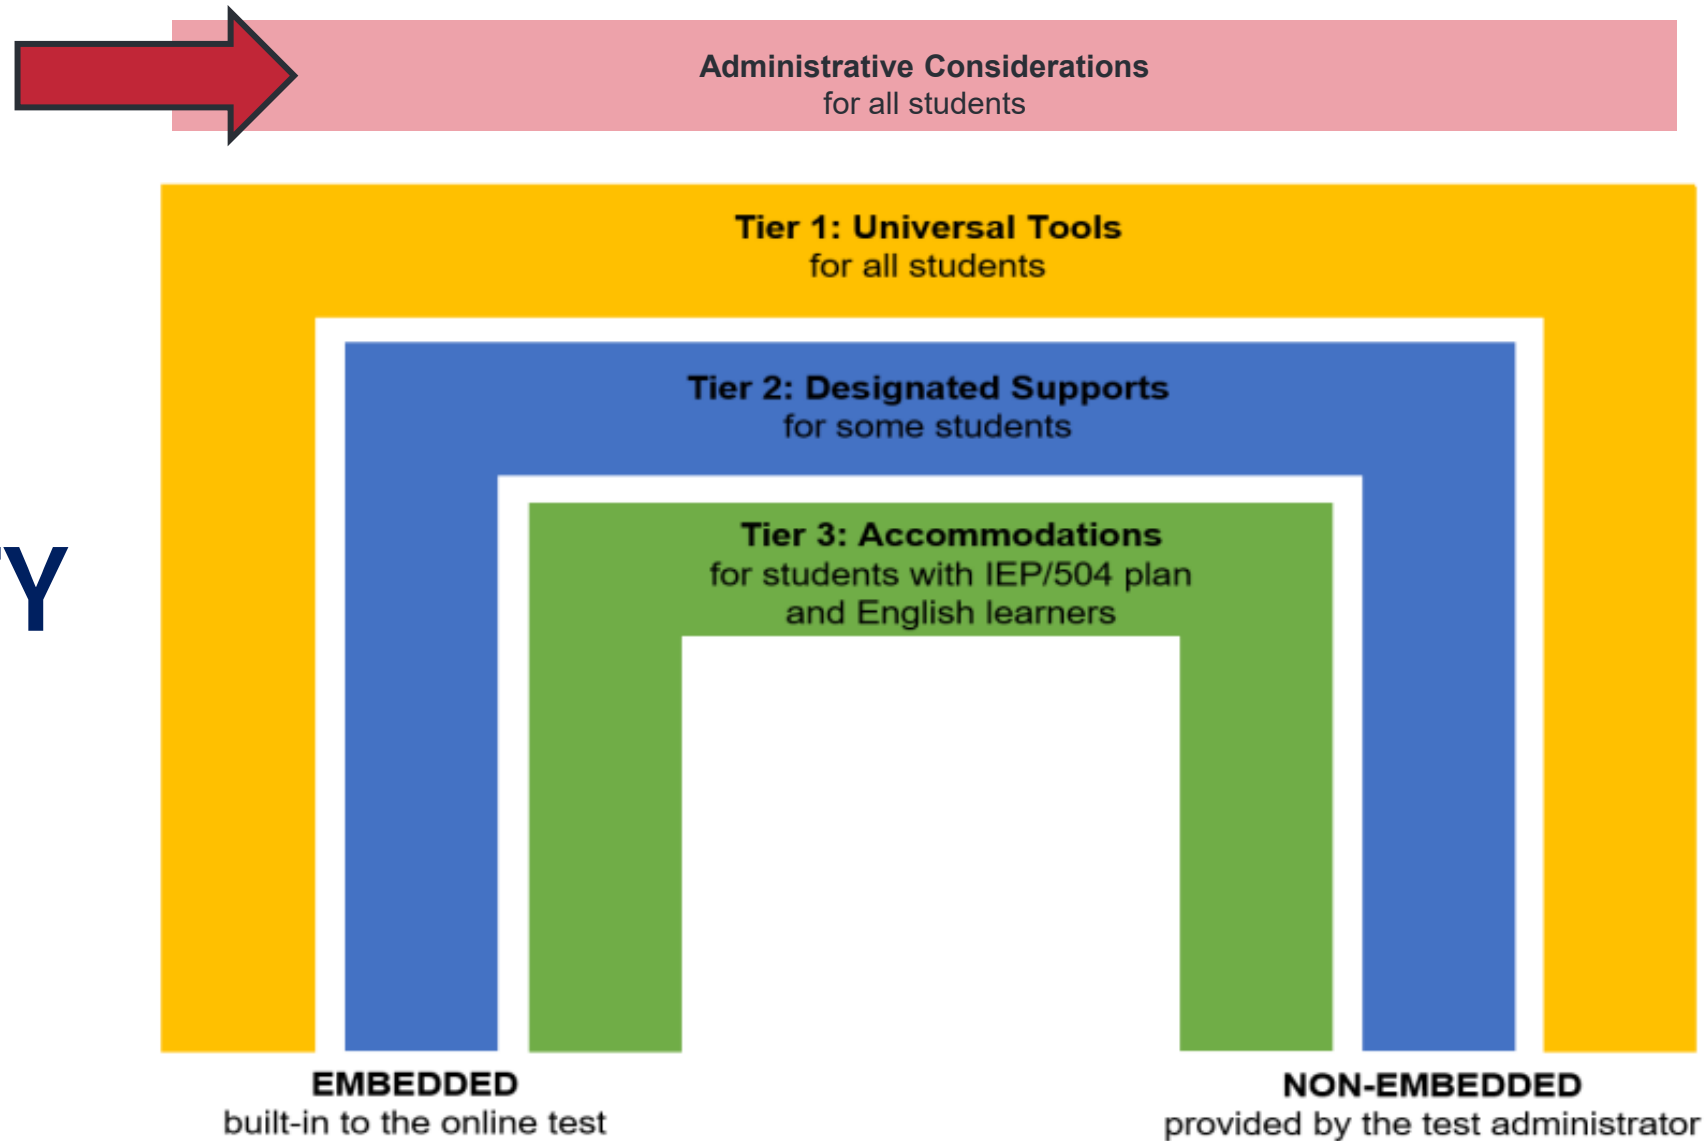 Administrative Considerations
for all students
Tier 1: Universal Tools
for all students
Tier 2: Designated Supports
for some students
Tier 3: Accommodations
for students with IEP/504 plan
and English learners
EMBEDDED
built-in to the online test
NON-EMBEDDED
provided by the test administrator